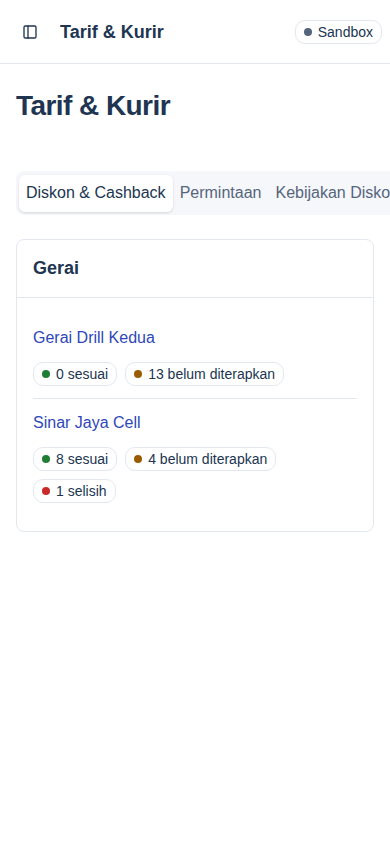 Tarif & Kurir
Sandbox
Tarif & Kurir
Diskon & Cashback
Permintaan
Kebijakan Disko
Gerai
Gerai Drill Kedua
0 sesuai
13 belum diterapkan
Sinar Jaya Cell
8 sesuai
4 belum diterapkan
1 selisih